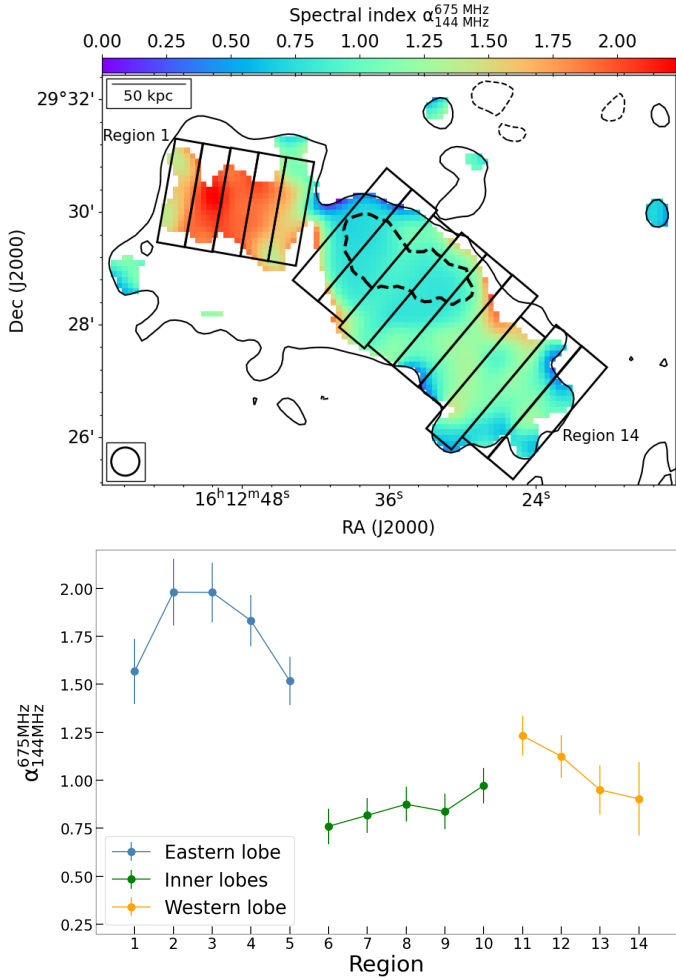 Spectral index α 675 MHz 144 MHz
0.00 0.25 0.50 0.75 1.00 1.25 1.50 1.75 2.00
50 kpc
29°32'
Region 1
30'
28'
26'
Dec (J2000)
Region 14
16h12m48s 36s 24s
RA (J2000)
2.00
1.75
1.50
1.25
1.00
0.75
0.50
0.25
α 675MHz 144MHz
Eastern lobe
Inner lobes
Western lobe
1 2 3 4 5 6 7 8 9 10 11 12 13 14
Region